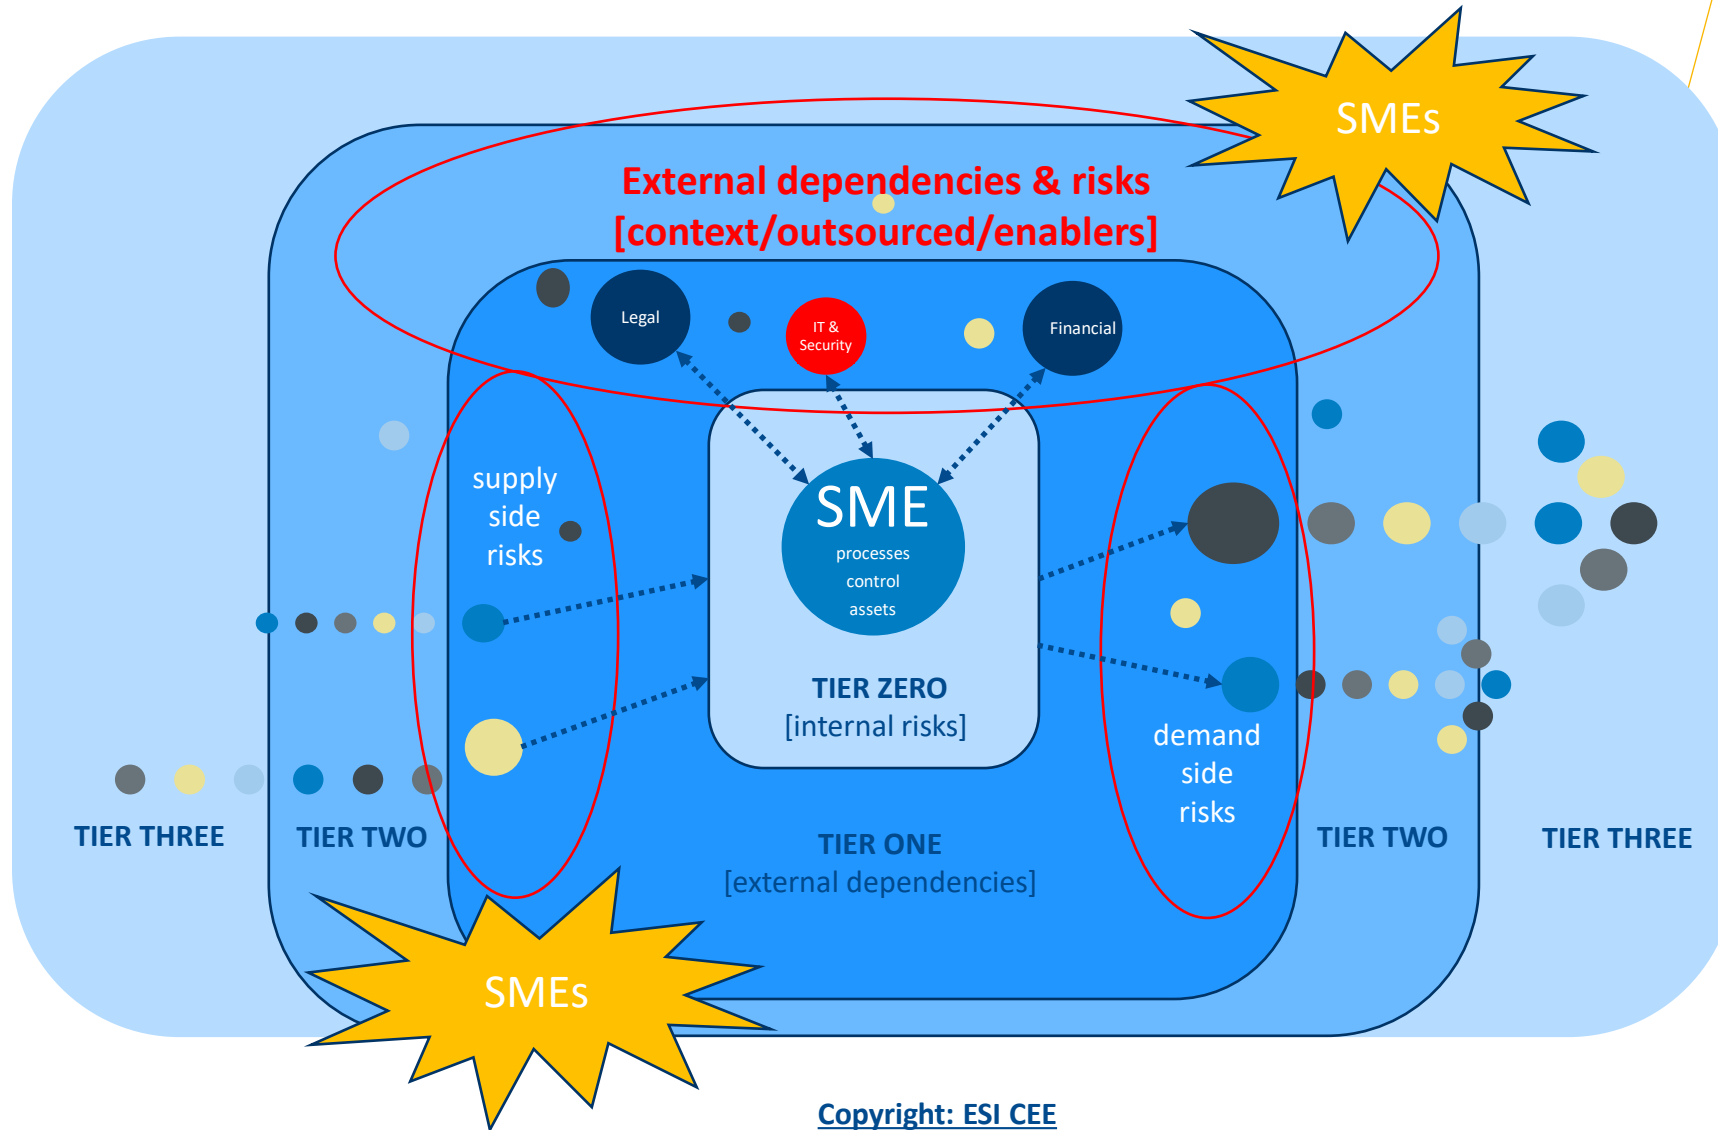 SMEs
External dependencies & risks
[context/outsourced/enablers]
Legal
IT &
Security
Financial
supply
side
risks
SME
processes
control
assets
TIER ZERO
[internal risks]
demand
side
risks
TIER THREE
TIER TWO
TIER ONE
[external dependencies]
TIER TWO
TIER THREE
SMEs
Copyright: ESI CEE